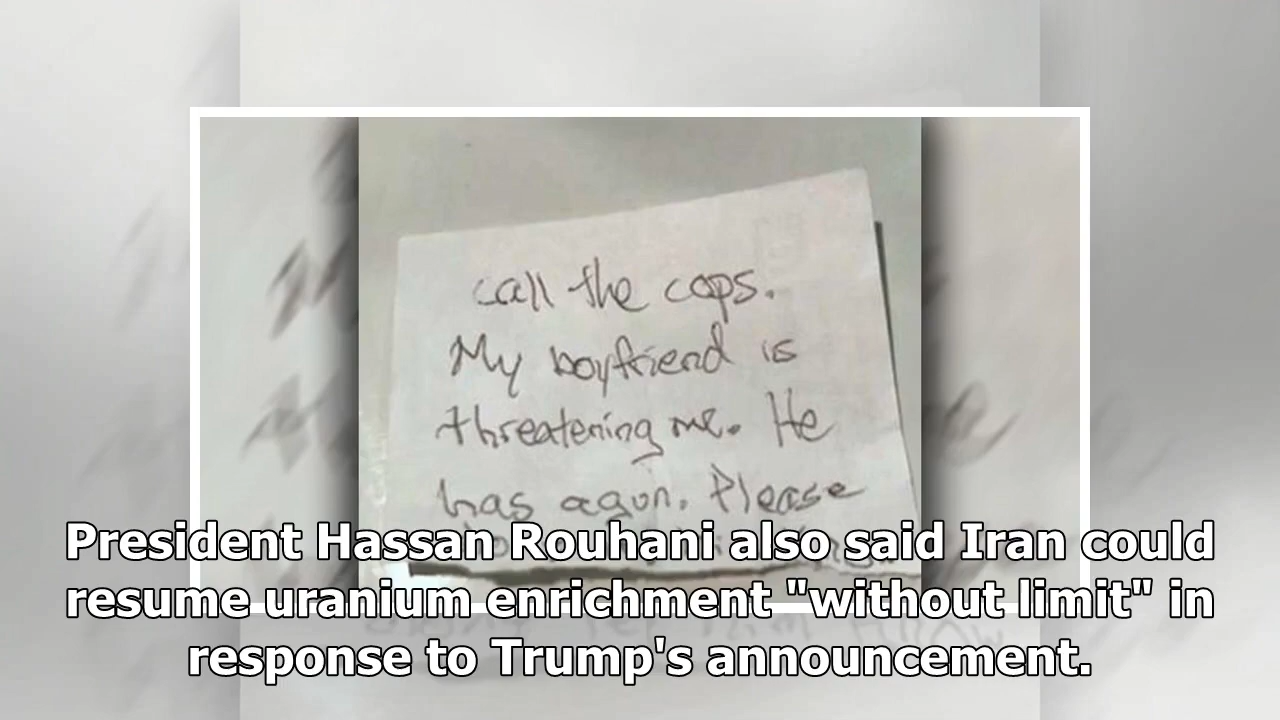 call the cops.
My boyfriend is
threatening me. He
has a gun. Please
President Hassan Rouhani also said Iran could
resume uranium enrichment "without limit" in
response to Trump's announcement.